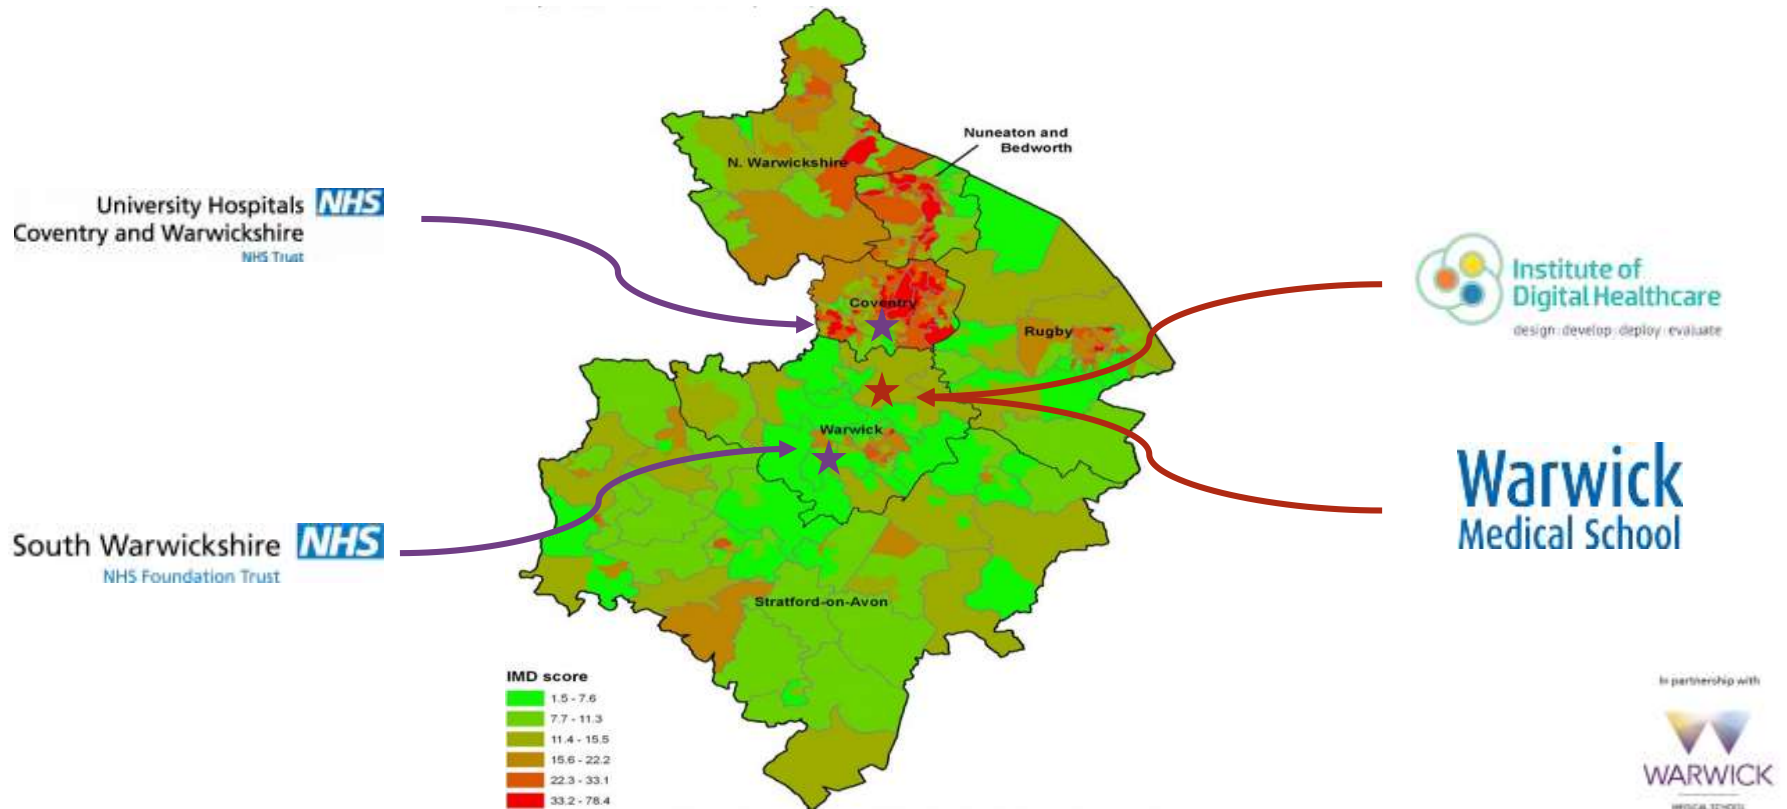 University Hospitals NHS
Coventry and Warwickshire
NHS Trust
South Warwickshire NHS
NHS Foundation Trust
Nuneaton and
Bedworth
N. Warwickshire
Coventry
Rugby
Warwick
Stratford-on-Avon
IMD score
1.5 - 7.6
7.7 - 11.3
11.4 - 15.5
15.6 - 22.2
22.3 - 33.1
33.2 - 78.4
Institute of
Digital Healthcare
design : develop : deploy : evaluate
Warwick
Medical School
In partnership with
WARWICK
MEDICAL SCHOOL